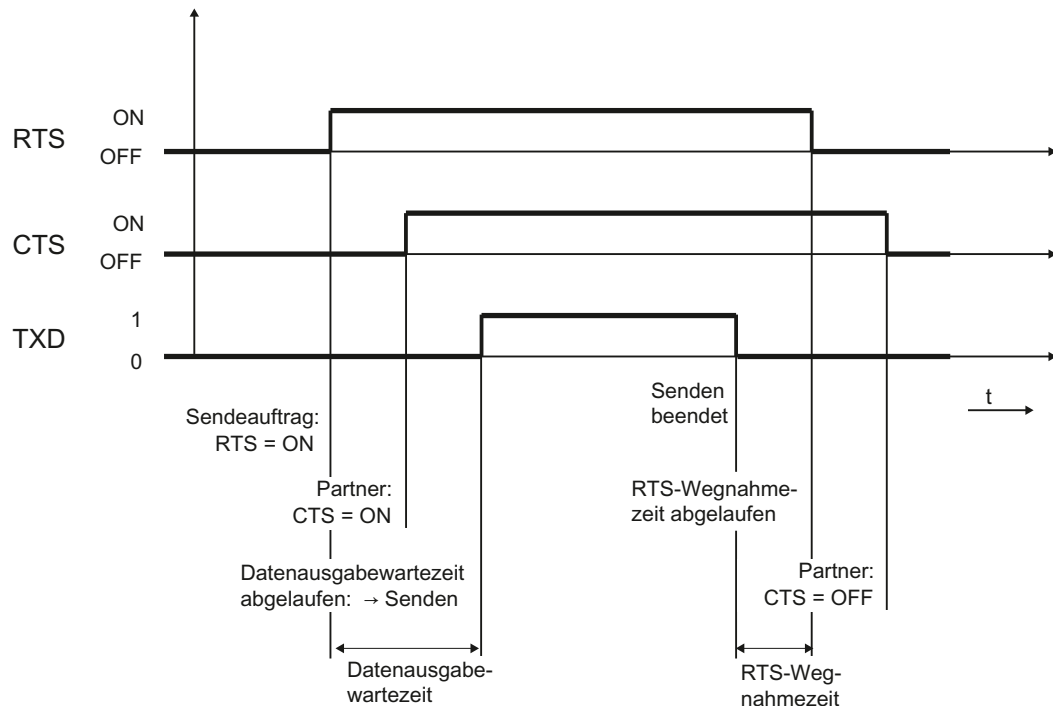 RTS
ON
OFF
CTS
ON
OFF
TXD
1
0
t
Sendeauftrag:
RTS = ON
Senden
beendet
Partner:
CTS = ON
RTS-Wegnahme-
zeit abgelaufen
Datenausgabewartezeit
abgelaufen: → Senden
Partner:
CTS = OFF
Datenausgabe-
wartezeit
RTS-Weg-
nahmezeit